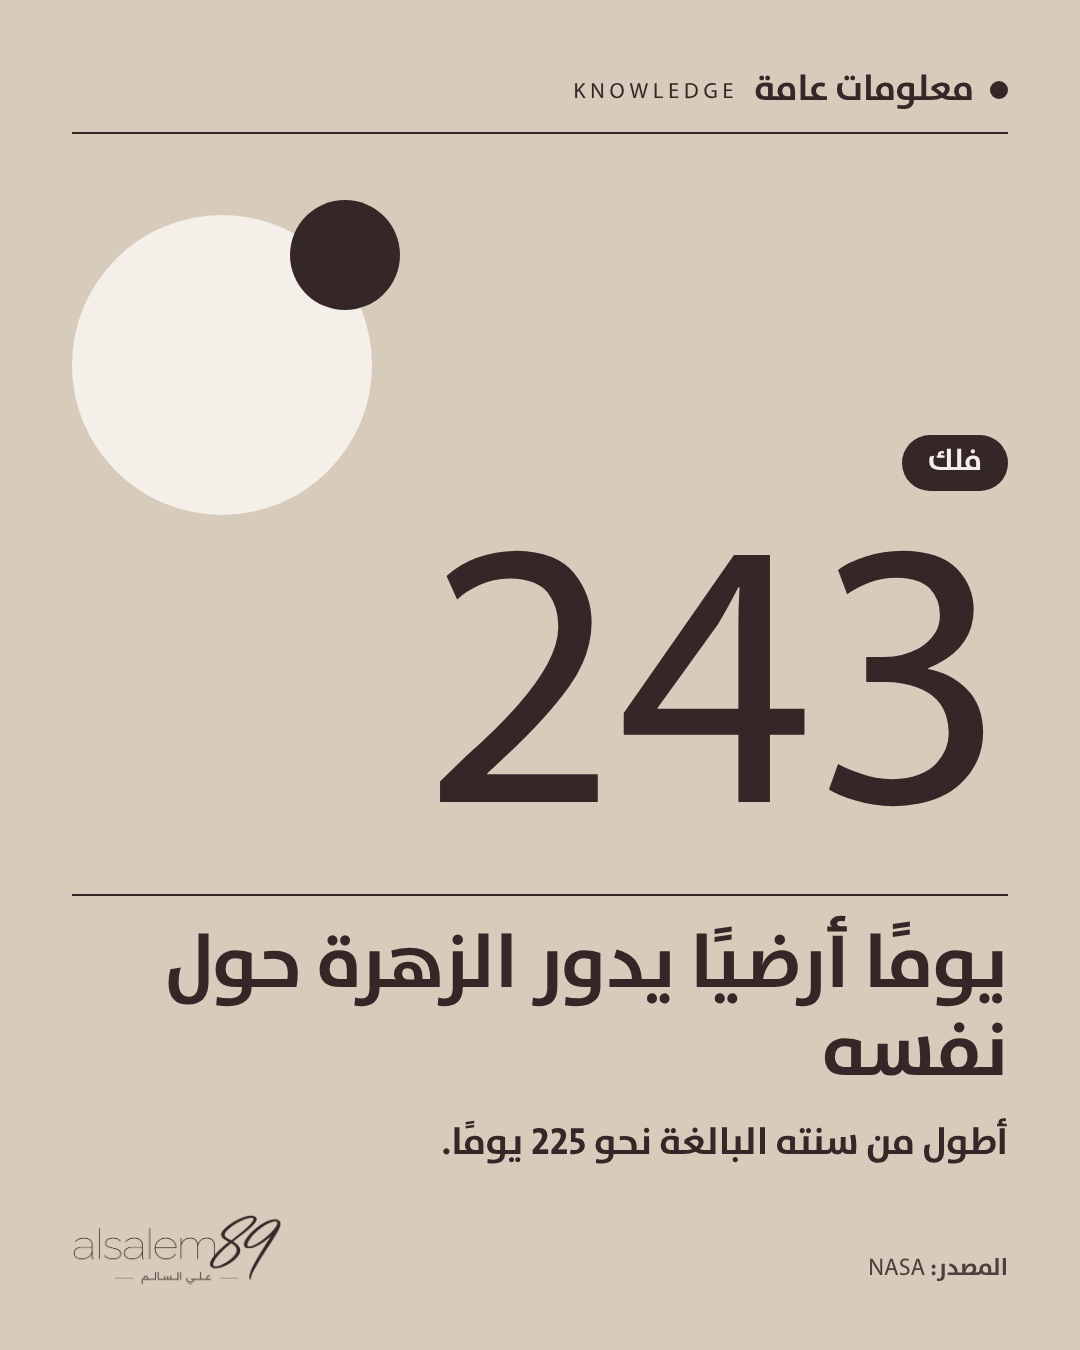 معلومات عامة KNOWLEDGE
فلك
243
يومًا أرضيًا يدور الزهرة حول
نفسه
أطول من سنته البالغة نحو 225 يومًا.
المصدر: NASA
alsalem89
علي السالم